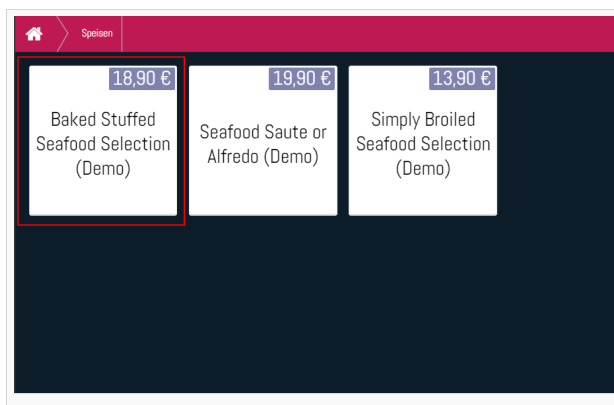 Speisen
18,90 €
Baked Stuffed
Seafood Selection
(Demo)
19,90 €
Seafood Saute or
Alfredo (Demo)
13,90 €
Simply Broiled
Seafood Selection
(Demo)